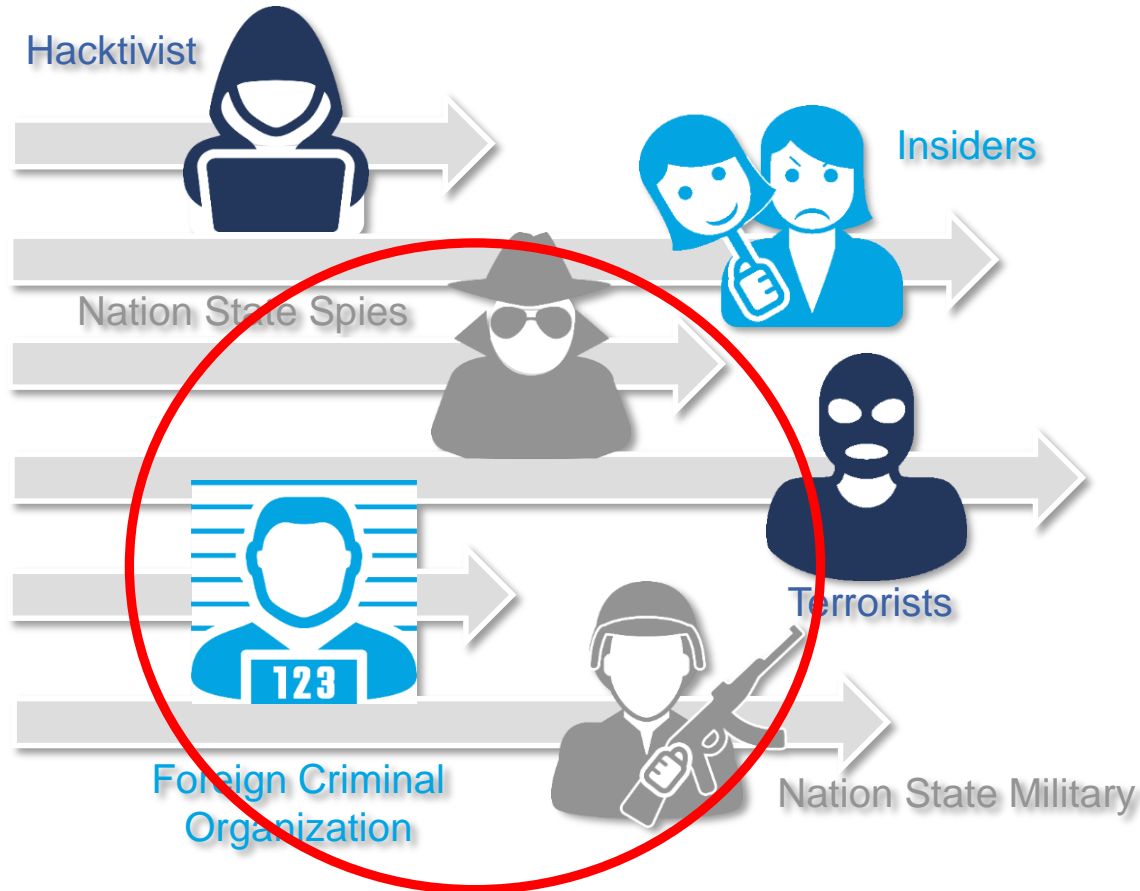 Hacktivist
Insiders
Nation State Spies
Terrorists
123
Foreign Criminal
Organization
Nation State Military